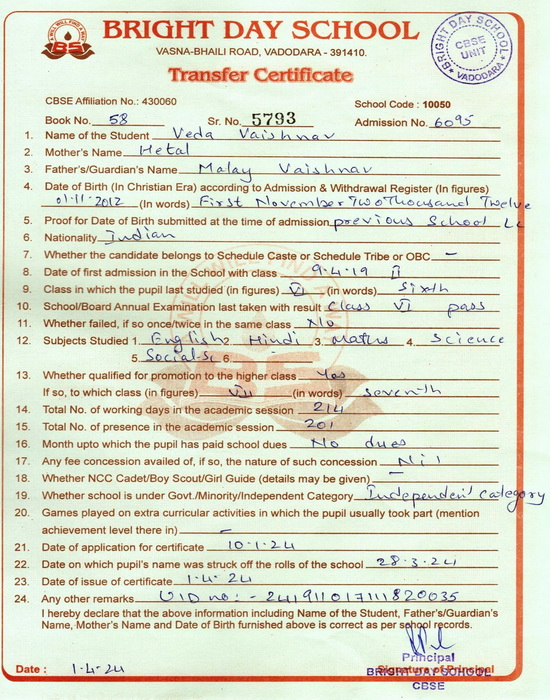 BRIGHT DAY SCHOOL
VASNA-BHAILI ROAD, VADODARA - 391410.
BRIGHT DAY SCHOOL
CBSE
UNIT
VADODARA
BS
Transfer Certificate
CBSE Affiliation No.: 430060
School Code : 10050
Book No. 58 Sr. No. 5793 Admission No. 6095
1. Name of the Student Veda Vaishnav
2. Mother's Name Hetal
3. Father's/Guardian's Name Malay Vaishnav
4. Date of Birth (In Christian Era) according to Admission & Withdrawal Register (In figures)
01-11-2012 (In words) First November Two Thousand Twelve
5. Proof for Date of Birth submitted at the time of admission previous School Lc
6. Nationality Indian
7. Whether the candidate belongs to Schedule Caste or Schedule Tribe or OBC -
8. Date of first admission in the School with class 9-4-19 II
9. Class in which the pupil last studied (in figures) VI (in words) Sixth
10. School/Board Annual Examination last taken with result Class VI pass
11. Whether failed, if so once/twice in the same class No
12. Subjects Studied 1. English 2. Hindi 3. maths 4. Science
5. Social-Sc 6.
13. Whether qualified for promotion to the higher class Yes
If so, to which class (in figures) VII (in words) seventh
14. Total No. of working days in the academic session 214
15. Total No. of presence in the academic session 201
16. Month upto which the pupil has paid school dues No dues
17. Any fee concession availed of, if so, the nature of such concession Nil
18. Whether NCC Cadet/Boy Scout/Girl Guide (details may be given) -
19. Whether school is under Govt./Minority/Independent Category Independent category
20. Games played on extra curricular activities in which the pupil usually took part (mention
achievement level there in) -
21. Date of application for certificate 10-1-24
22. Date on which pupil's name was struck off the rolls of the school 28-3-24
23. Date of issue of certificate 1-4-24
24. Any other remarks UID no:- 241911017111820035
I hereby declare that the above information including Name of the Student, Father's/Guardian's
Name, Mother's Name and Date of Birth furnished above is correct as per school records.
Principal
Date : 1-4-24
Signature of Principal
BRIGHT DAY SCHOOL
CBSE